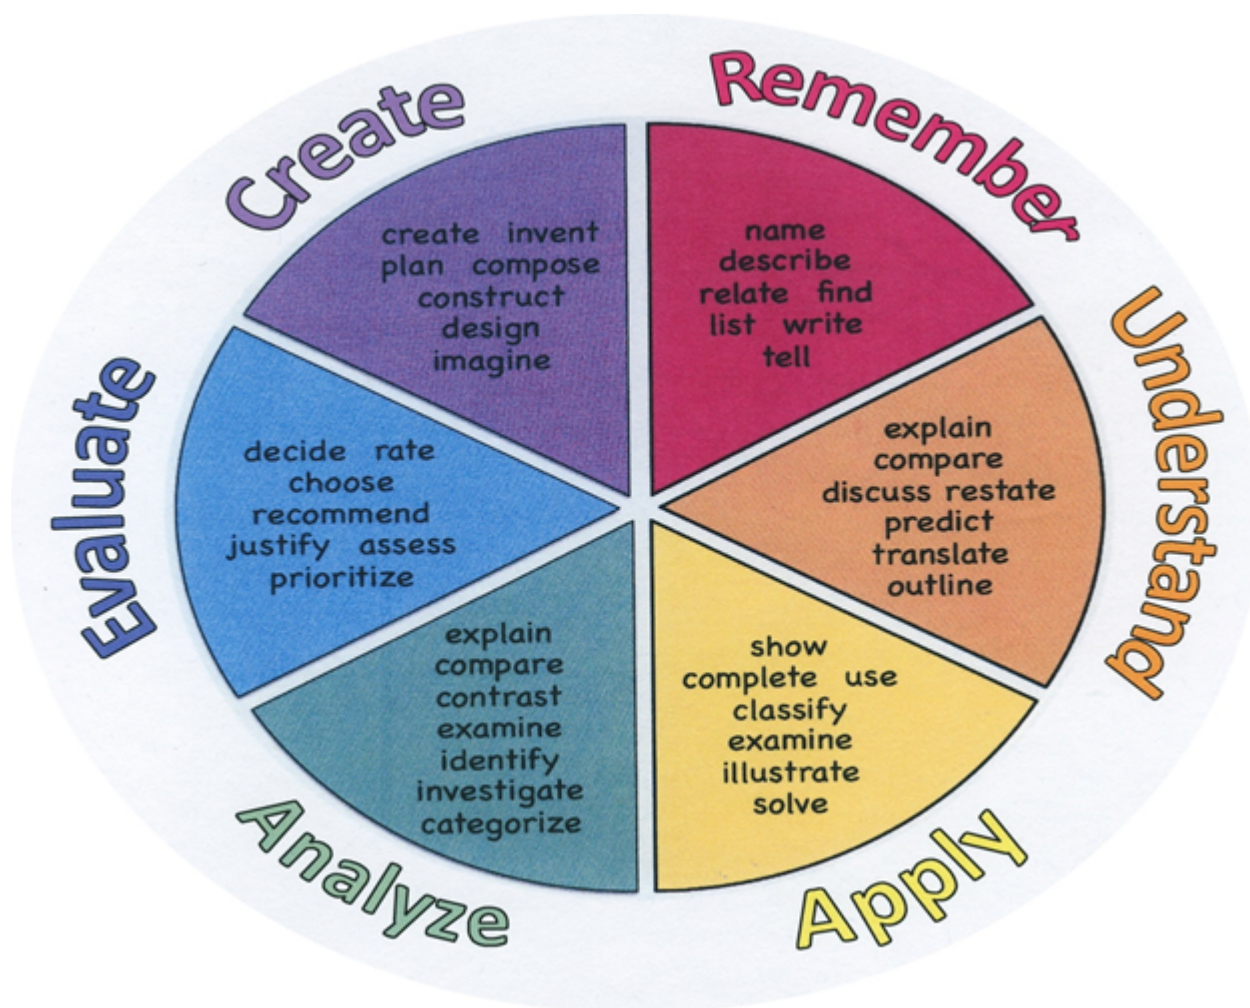 Remember
name
describe
relate find
list write
tell
Understand
explain
compare
discuss restate
predict
translate
outline
Apply
show
complete use
classify
examine
illustrate
solve
Analyze
explain
compare
contrast
examine
identify
investigate
categorize
Evaluate
decide rate
choose
recommend
justify assess
prioritize
Create
create invent
plan compose
construct
design
imagine